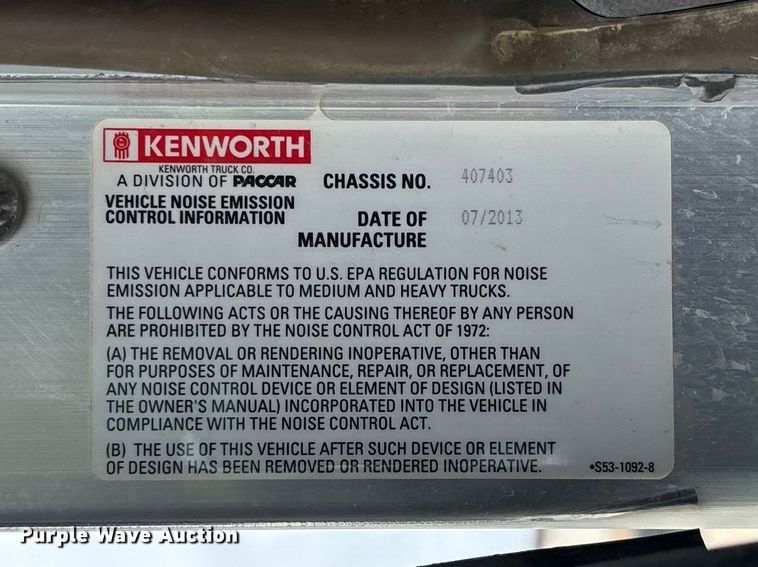 KENWORTH
KENWORTH TRUCK CO.
A DIVISION OF PACCAR
CHASSIS NO. 407403
VEHICLE NOISE EMISSION
CONTROL INFORMATION
DATE OF 07/2013
MANUFACTURE
THIS VEHICLE CONFORMS TO U.S. EPA REGULATION FOR NOISE
EMISSION APPLICABLE TO MEDIUM AND HEAVY TRUCKS.
THE FOLLOWING ACTS OR THE CAUSING THEREOF BY ANY PERSON
ARE PROHIBITED BY THE NOISE CONTROL ACT OF 1972:
(A) THE REMOVAL OR RENDERING INOPERATIVE, OTHER THAN
FOR PURPOSES OF MAINTENANCE, REPAIR, OR REPLACEMENT, OF
ANY NOISE CONTROL DEVICE OR ELEMENT OF DESIGN (LISTED IN
THE OWNER'S MANUAL) INCORPORATED INTO THE VEHICLE IN
COMPLIANCE WITH THE NOISE CONTROL ACT.
(B) THE USE OF THIS VEHICLE AFTER SUCH DEVICE OR ELEMENT
OF DESIGN HAS BEEN REMOVED OR RENDERED INOPERATIVE.
•S53-1092-8
Purple Wave Auction